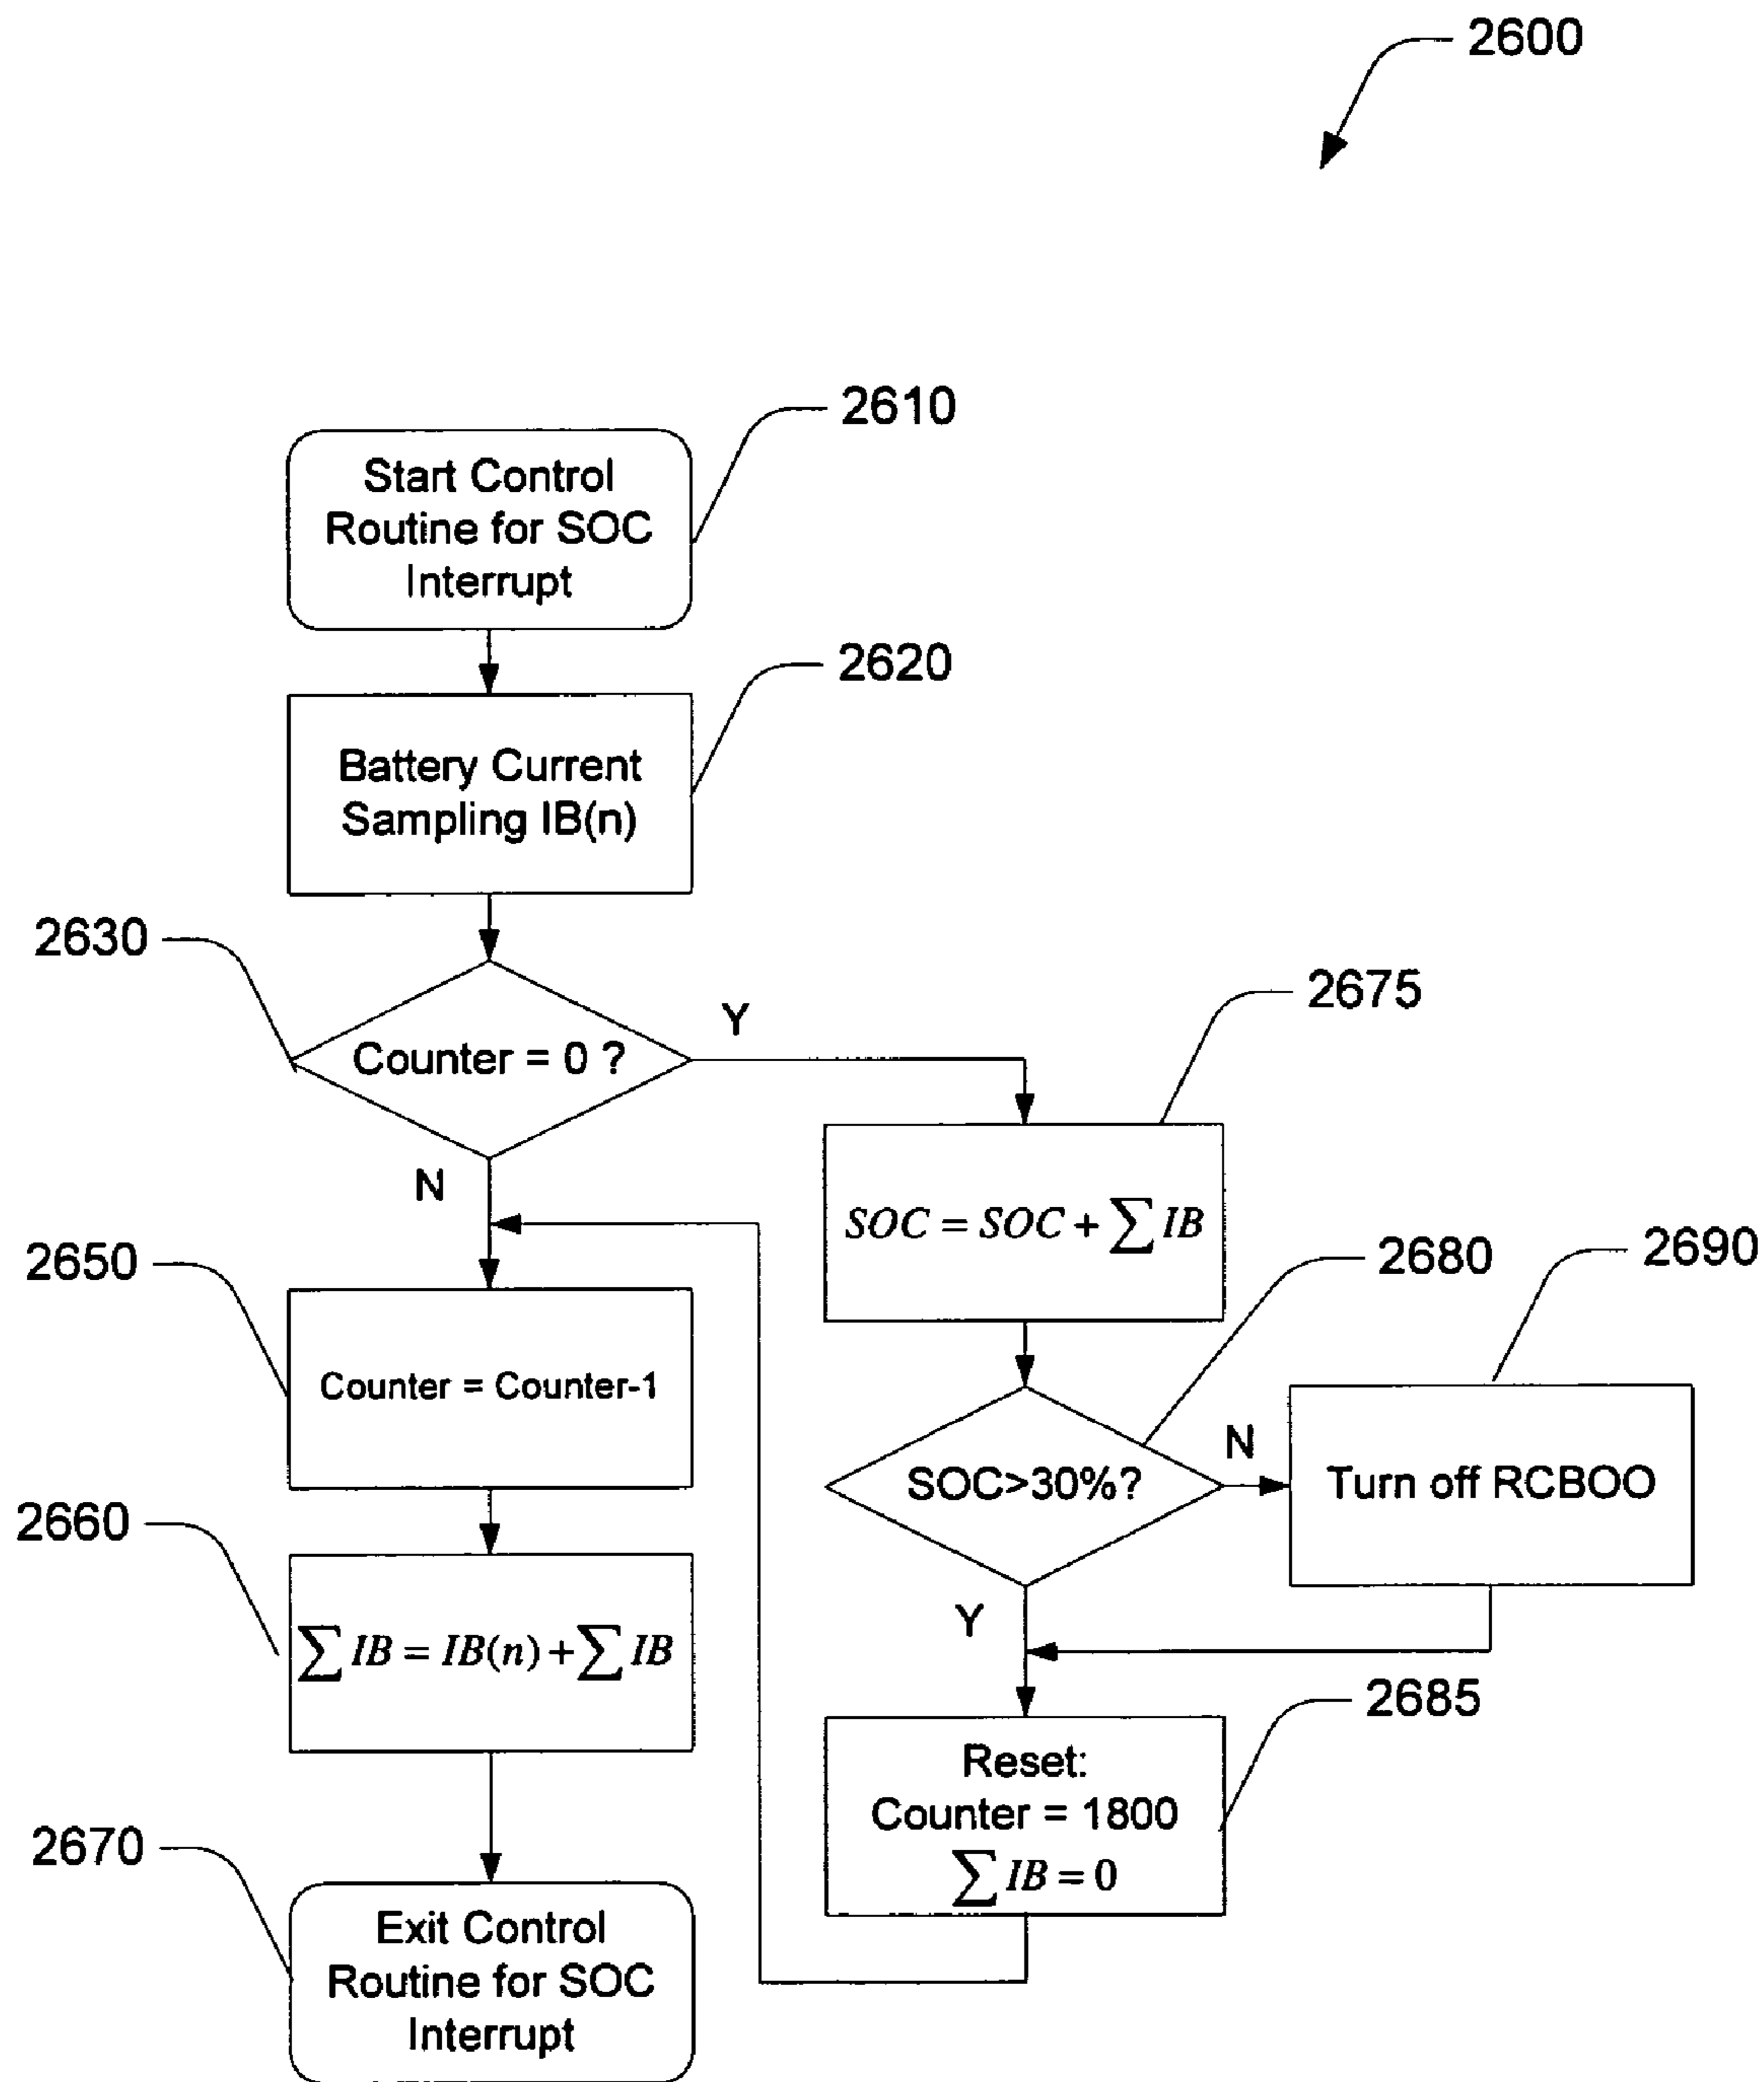 2600
2610
Start Control
Routine for SOC
Interrupt
2620
Battery Current
Sampling IB(n)
2630
Counter = 0 ?
Y
N
2675
SOC = SOC + ∑ IB
2650
Counter = Counter-1
2680
SOC>30%?
N
Y
2690
Turn off RCBOO
2660
∑ IB = IB(n) + ∑ IB
2685
Reset:
Counter = 1800
∑ IB = 0
2670
Exit Control
Routine for SOC
Interrupt